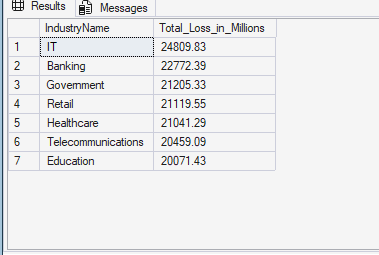 Results Messages
IndustryName Total_Loss_in_Millions
1 IT 24809.83
2 Banking 22772.39
3 Government 21205.33
4 Retail 21119.55
5 Healthcare 21041.29
6 Telecommunications 20459.09
7 Education 20071.43